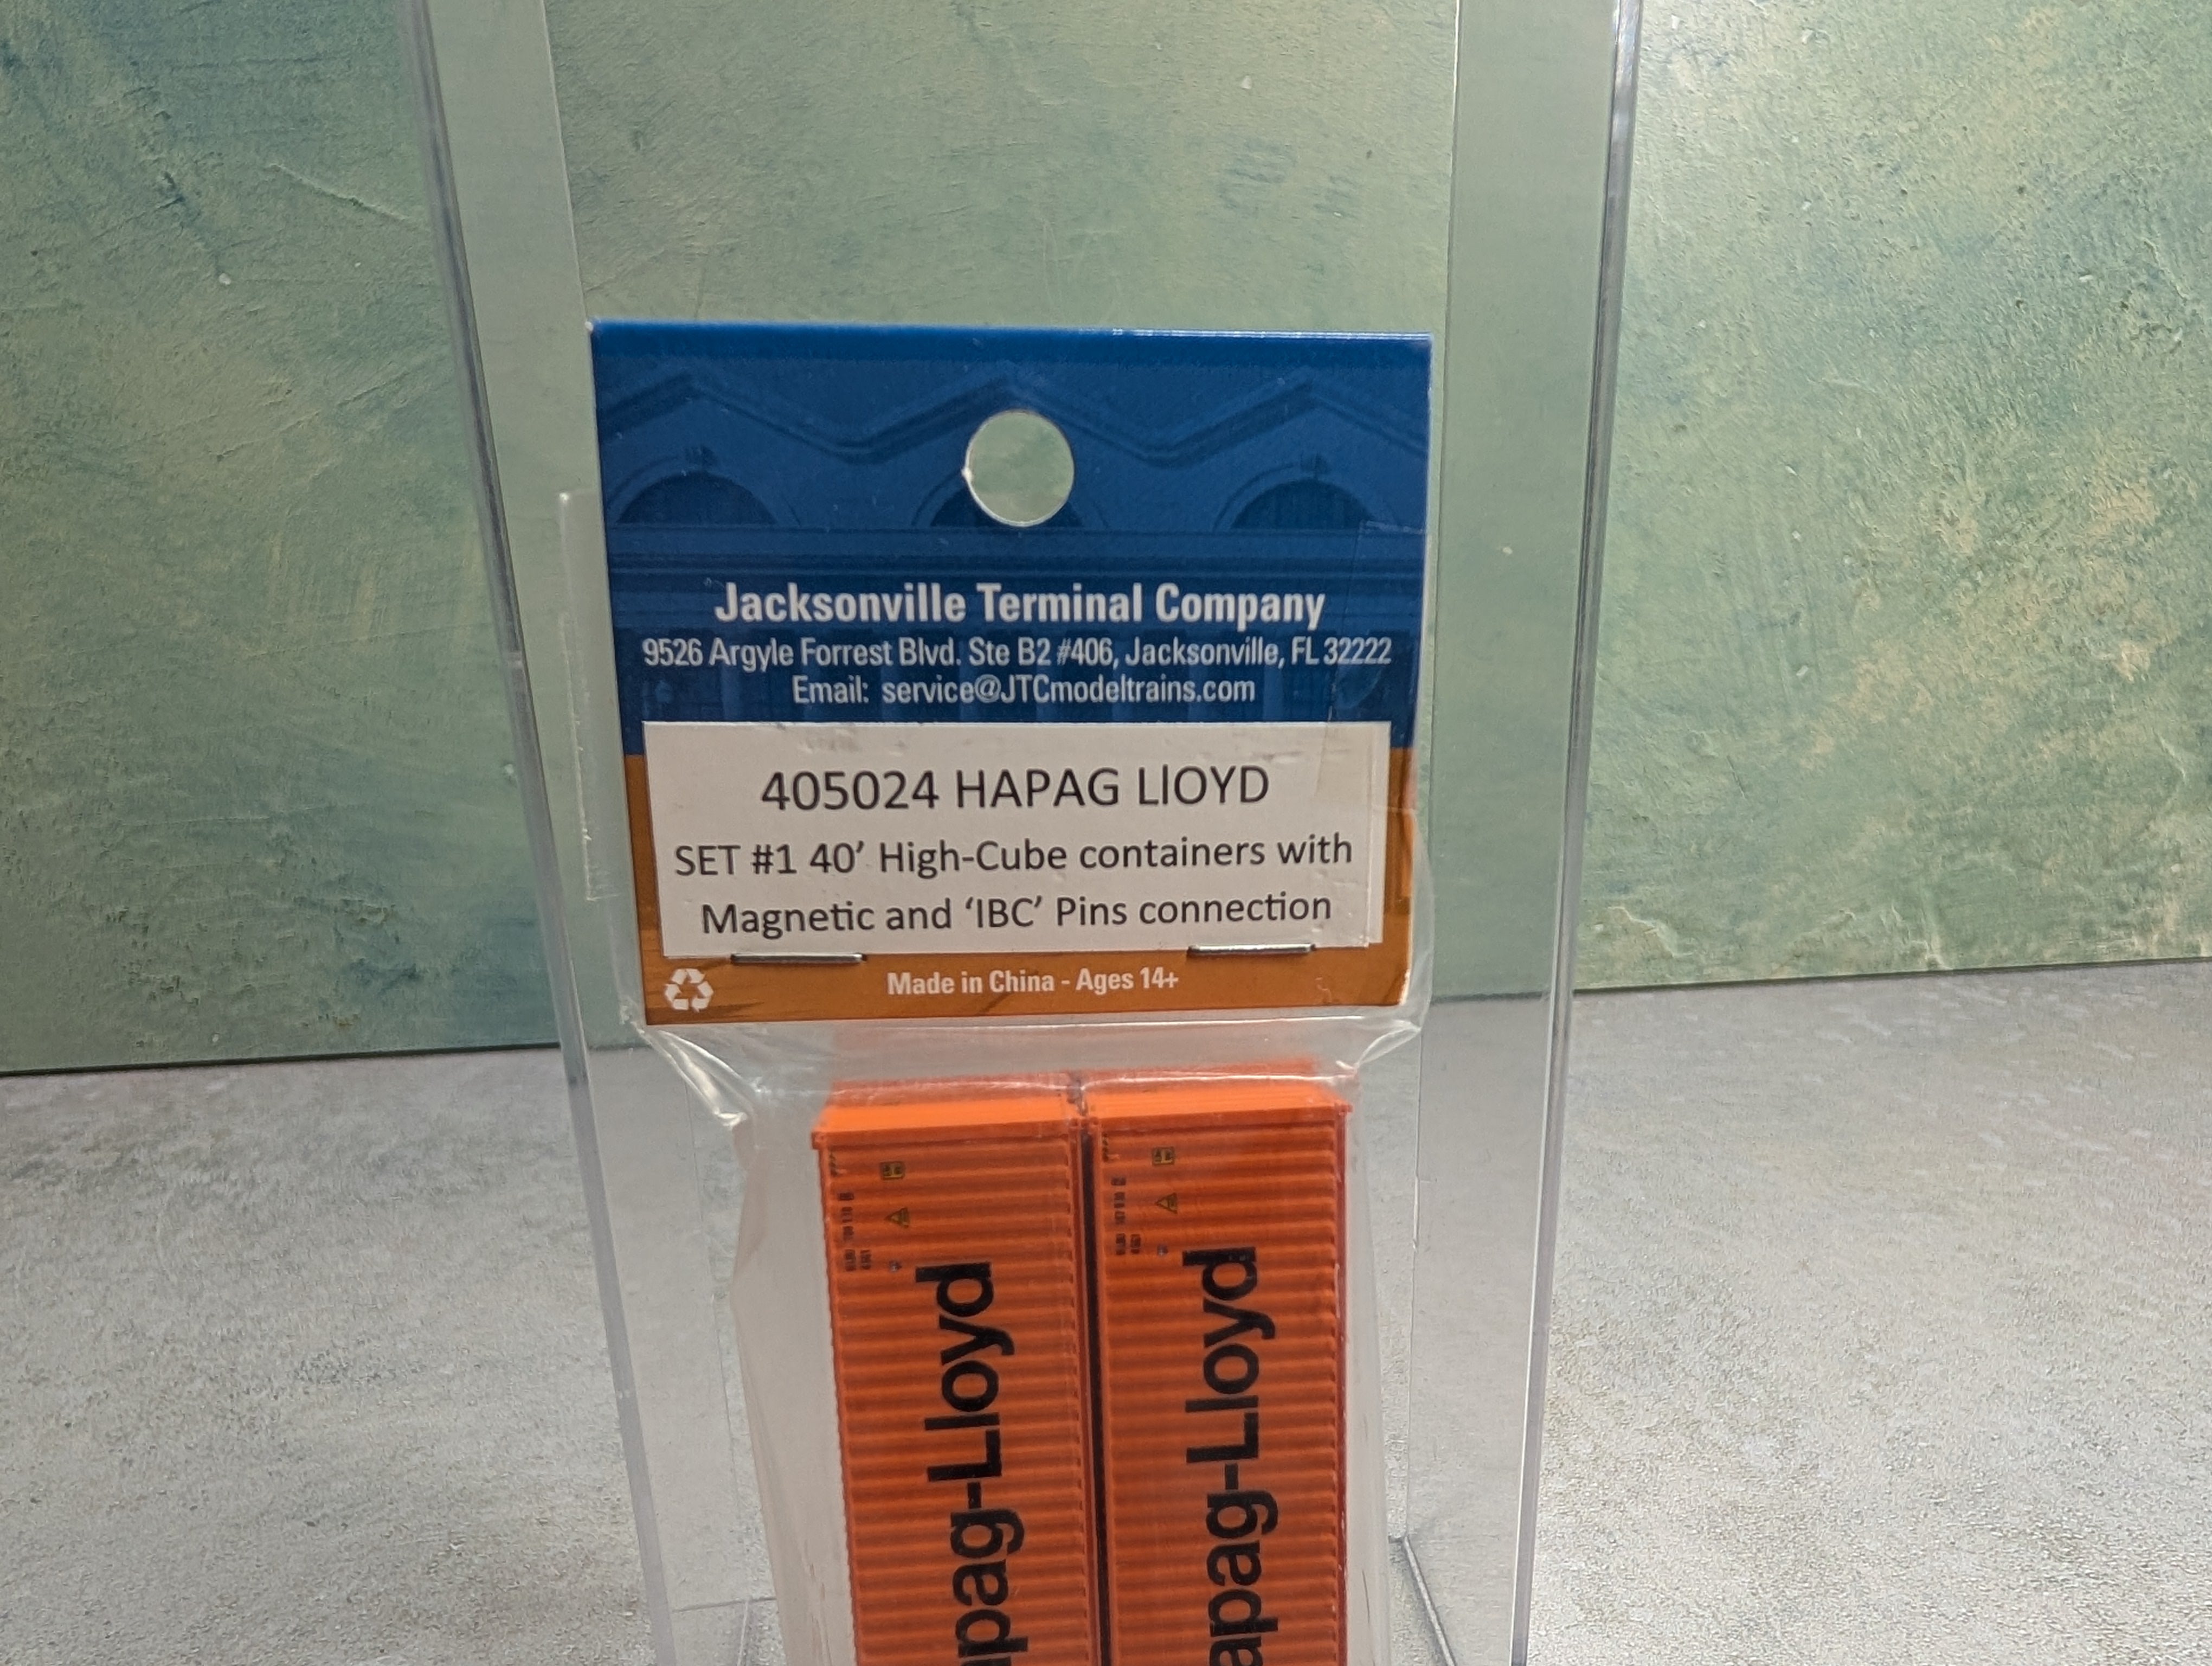 Jacksonville Terminal Company
9526 Argyle Forrest Blvd. Ste B2 #406, Jacksonville, FL 32222
Email: service@JTCmodeltrains.com
405024 HAPAG LlOYD
SET #1 40’ High-Cube containers with
Magnetic and ‘IBC’ Pins connection
Made in China - Ages 14+
pag-Lloyd
apag-Lloyd